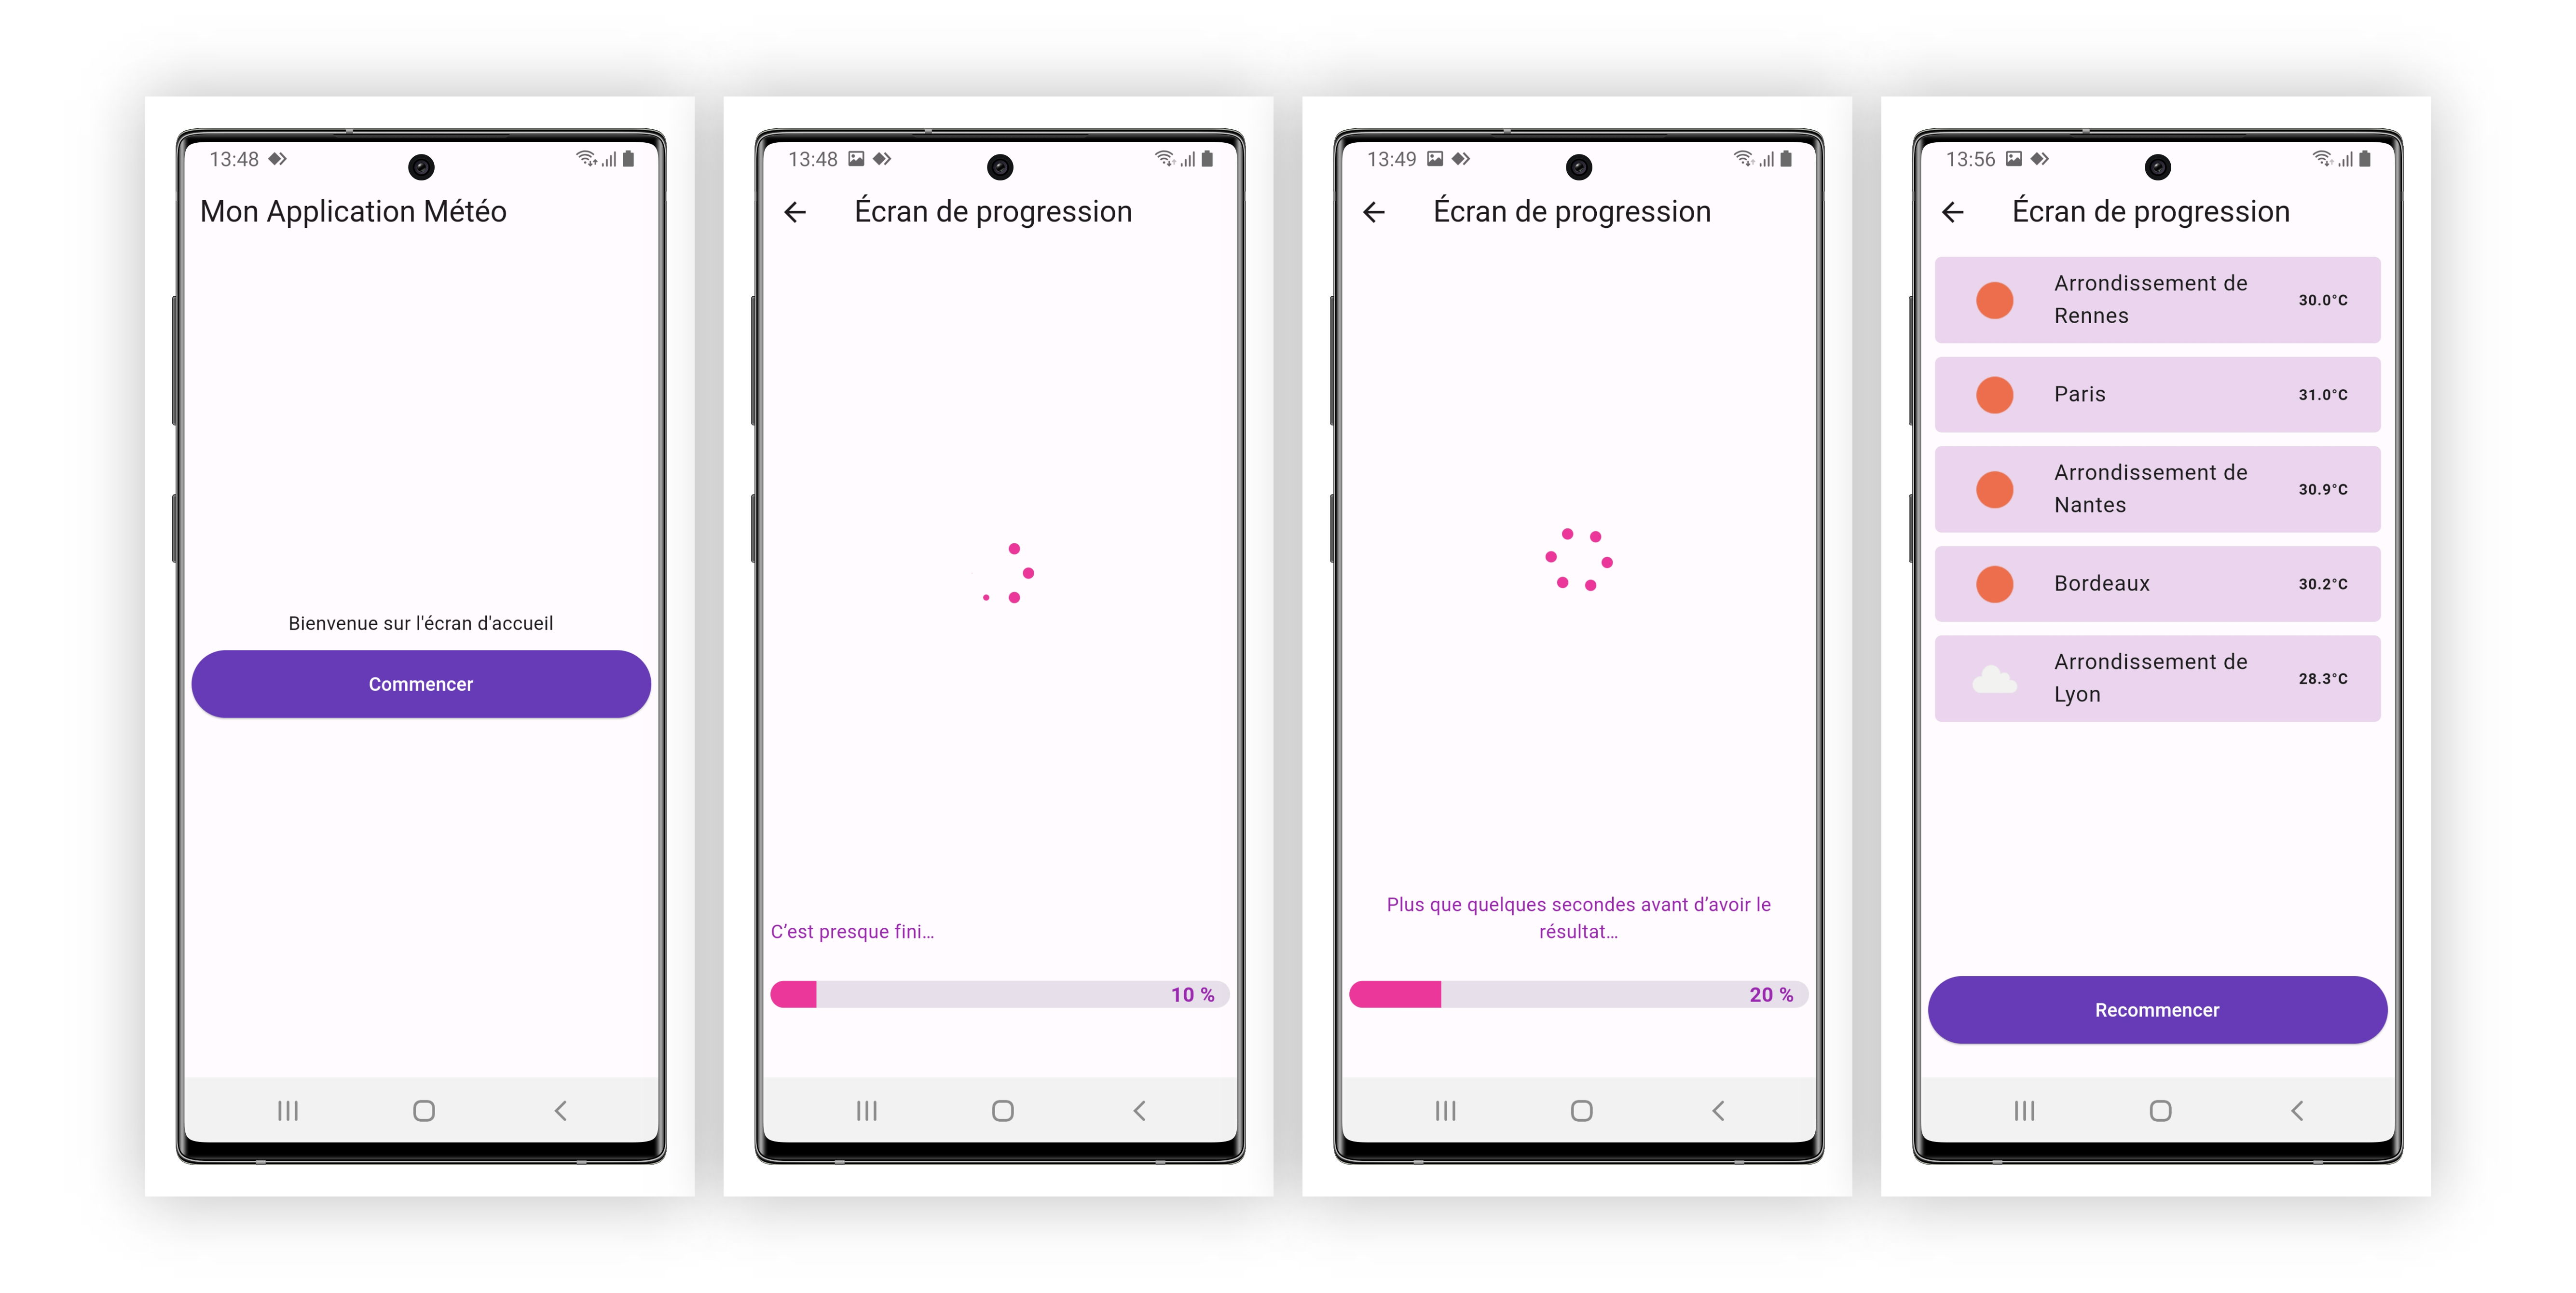 13:48
Mon Application Météo
Bienvenue sur l'écran d'accueil
Commencer
13:48
Écran de progression
C’est presque fini...
10 %
13:49
Écran de progression
Plus que quelques secondes avant d’avoir le
résultat...
20 %
13:56
Écran de progression
Arrondissement de
Rennes
30.0°C
Paris
31.0°C
Arrondissement de
Nantes
30.9°C
Bordeaux
30.2°C
Arrondissement de
Lyon
28.3°C
Recommencer